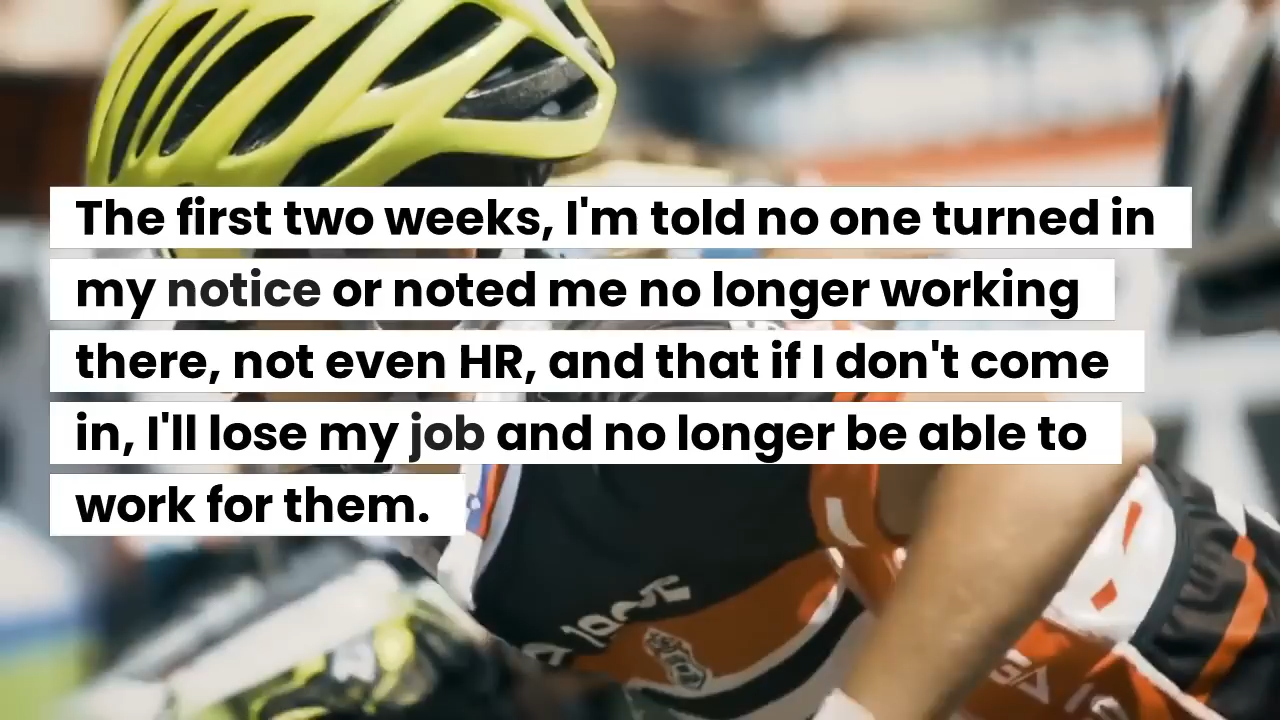 The first two weeks, I'm told no one turned in
my notice or noted me no longer working
there, not even HR, and that if I don't come
in, I'll lose my job and no longer be able to
work for them.